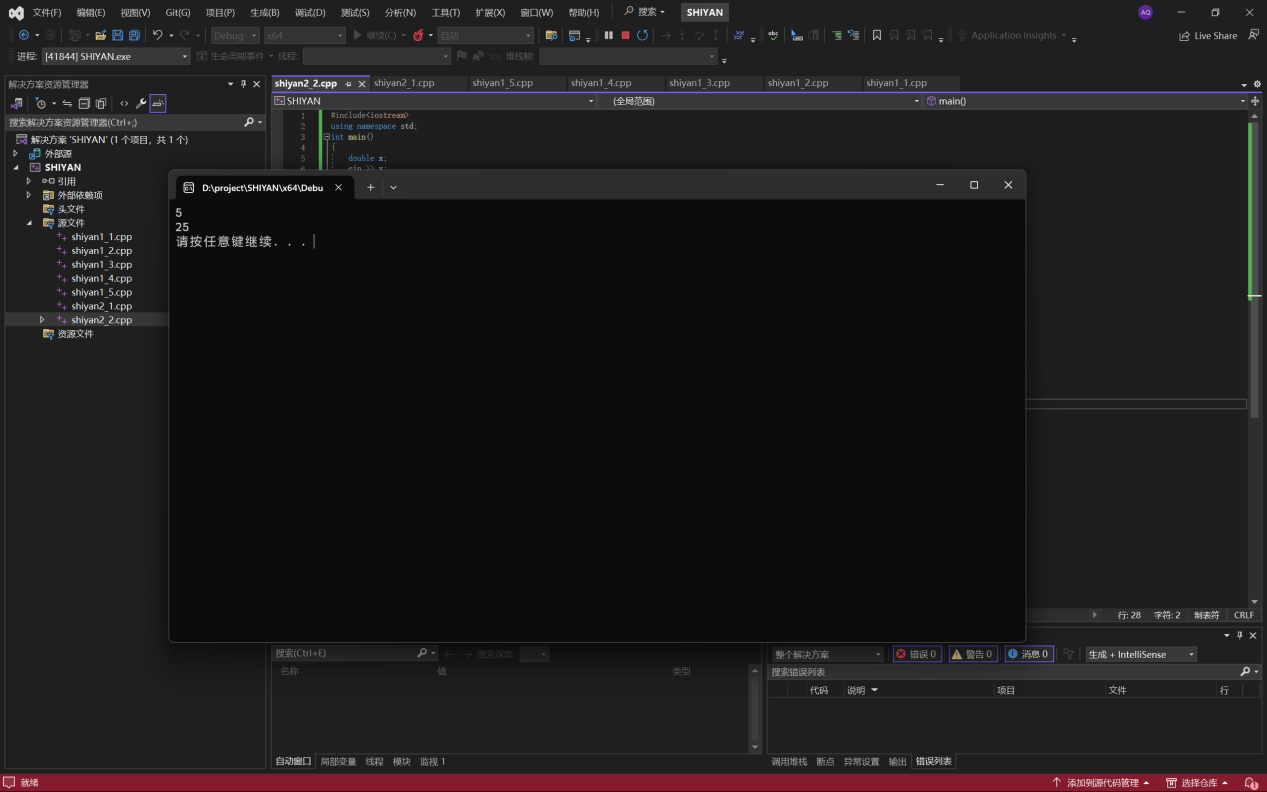 文件(F) 编辑(E) 视图(V) Git(G) 项目(P) 生成(B) 调试(D) 测试(S) 分析(N) 工具(T) 扩展(X) 窗口(W) 帮助(H) 搜索 SHIYAN AQ
Debug x64 继续(C) 自动 Application Insights Live Share
进程: [41844] SHIYAN.exe 生命周期事件 线程: 堆栈帧:
解决方案资源管理器
搜索解决方案资源管理器(Ctrl+;)
解决方案 'SHIYAN' (1 个项目，共 1 个)
外部源
SHIYAN
引用
外部依赖项
头文件
源文件
shiyan1_1.cpp
shiyan1_2.cpp
shiyan1_3.cpp
shiyan1_4.cpp
shiyan1_5.cpp
shiyan2_1.cpp
shiyan2_2.cpp
资源文件
shiyan2_2.cpp shiyan2_1.cpp shiyan1_5.cpp shiyan1_4.cpp shiyan1_3.cpp shiyan1_2.cpp shiyan1_1.cpp
SHIYAN (全局范围) main()
1 #include<iostream>
2 using namespace std;
3 int main()
4 {
5 double x;
6 cin >> x;
D:\project\SHIYAN\x64\Debu
5
25
请按任意键继续. . .
行: 28 字符: 2 制表符 CRLF
搜索(Ctrl+E) 搜索深度:
名称 值 类型
自动窗口 局部变量 线程 模块 监视 1
整个解决方案 错误 0 警告 0 消息 0 生成 + IntelliSense
搜索错误列表
代码 说明 项目 文件 行
调用堆栈 断点 异常设置 输出 错误列表
就绪 添加到源代码管理 选择仓库 1